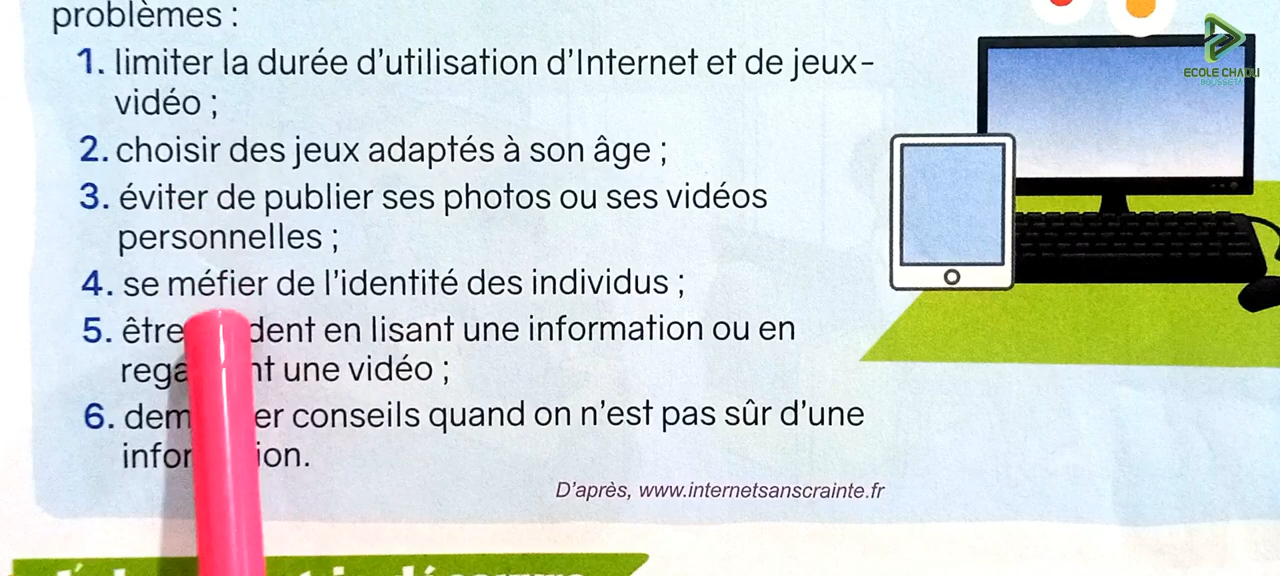 problèmes :
1. limiter la durée d'utilisation d'Internet et de jeux-
vidéo ;
2. choisir des jeux adaptés à son âge ;
3. éviter de publier ses photos ou ses vidéos
personnelles ;
4. se méfier de l'identité des individus ;
5. être dent en lisant une information ou en
rega nt une vidéo ;
6. dem er conseils quand on n'est pas sûr d'une
infor ion.
D'après, www.internetsanscrainte.fr
ECOLE CHAOUI
BOUSSETA